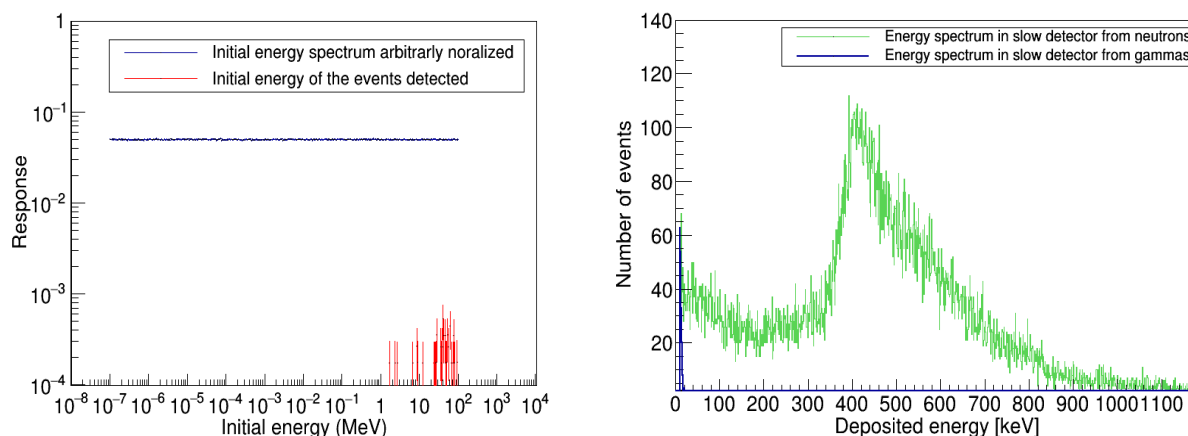 Initial energy spectrum arbitrarly noralized
Initial energy of the events detected
Response
1
10⁻¹
10⁻²
10⁻³
10⁻⁴
10⁻⁸ 10⁻⁷ 10⁻⁶ 10⁻⁵ 10⁻⁴ 10⁻³ 10⁻² 10⁻¹ 1 10 10² 10³ 10⁴
Initial energy (MeV)
Energy spectrum in slow detector from neutrons
Energy spectrum in slow detector from gammas
Number of events
140
120
100
80
60
40
20
0 100 200 300 400 500 600 700 800 900 1000 1100
Deposited energy [keV]